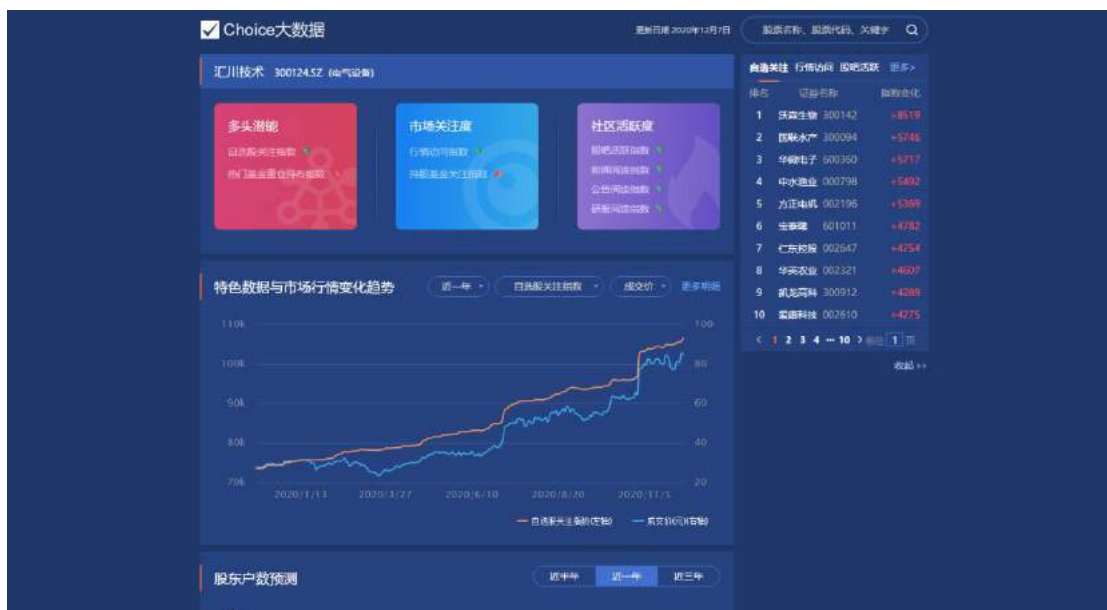 Choice大数据
更新日期 2020年12月7日
股票名称、股票代码、关键字
汇川技术 300124.SZ (电气设备)
多头潜能
自选股关注指数
热门基金重仓持有指数
市场关注度
行情访问指数
持股基金关注指数
社区活跃度
股吧活跃指数
新闻阅读指数
公告阅读指数
研报阅读指数
自选关注 行情访问 股吧活跃 更多>
排名 证券名称 指数变化
1 沃森生物 300142 +8519
2 国联水产 300094 +5746
3 华微电子 600360 +5717
4 中水渔业 000798 +5492
5 方正电机 002196 +5369
6 宝泰隆 601011 +4782
7 仁东控股 002647 +4754
8 华英农业 002321 +4607
9 凯龙高科 300912 +4289
10 爱迪科技 002610 +4275
< 1 2 3 4 ... 10 > 前往 1 页
收起 >>
特色数据与市场行情变化趋势
近一年 自选股关注指数 成交价 更多明细
110k 100
100k 80
90k 60
80k 40
70k 20
2020/1/13 2020/3/27 2020/6/10 2020/8/20 2020/11/5
自选股关注指数(左轴) 成交价(元)(右轴)
股东户数预测
近半年 近一年 近三年